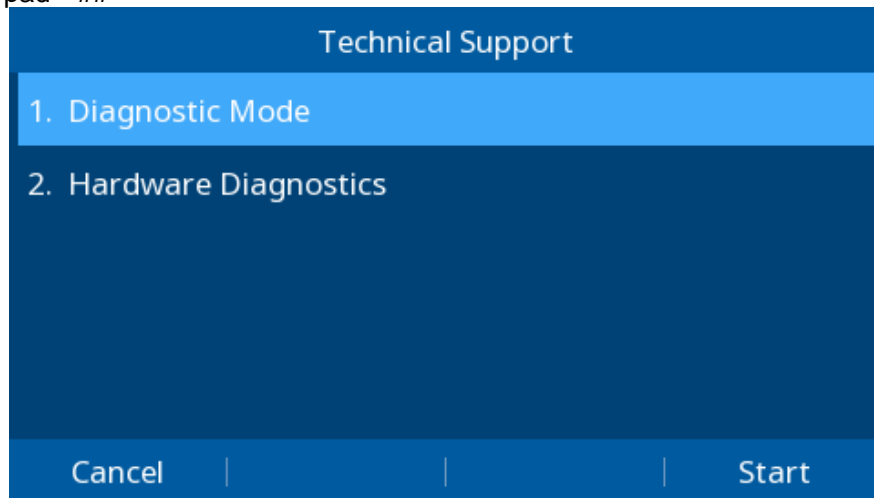 Technical Support
1. Diagnostic Mode
2. Hardware Diagnostics
Cancel
Start